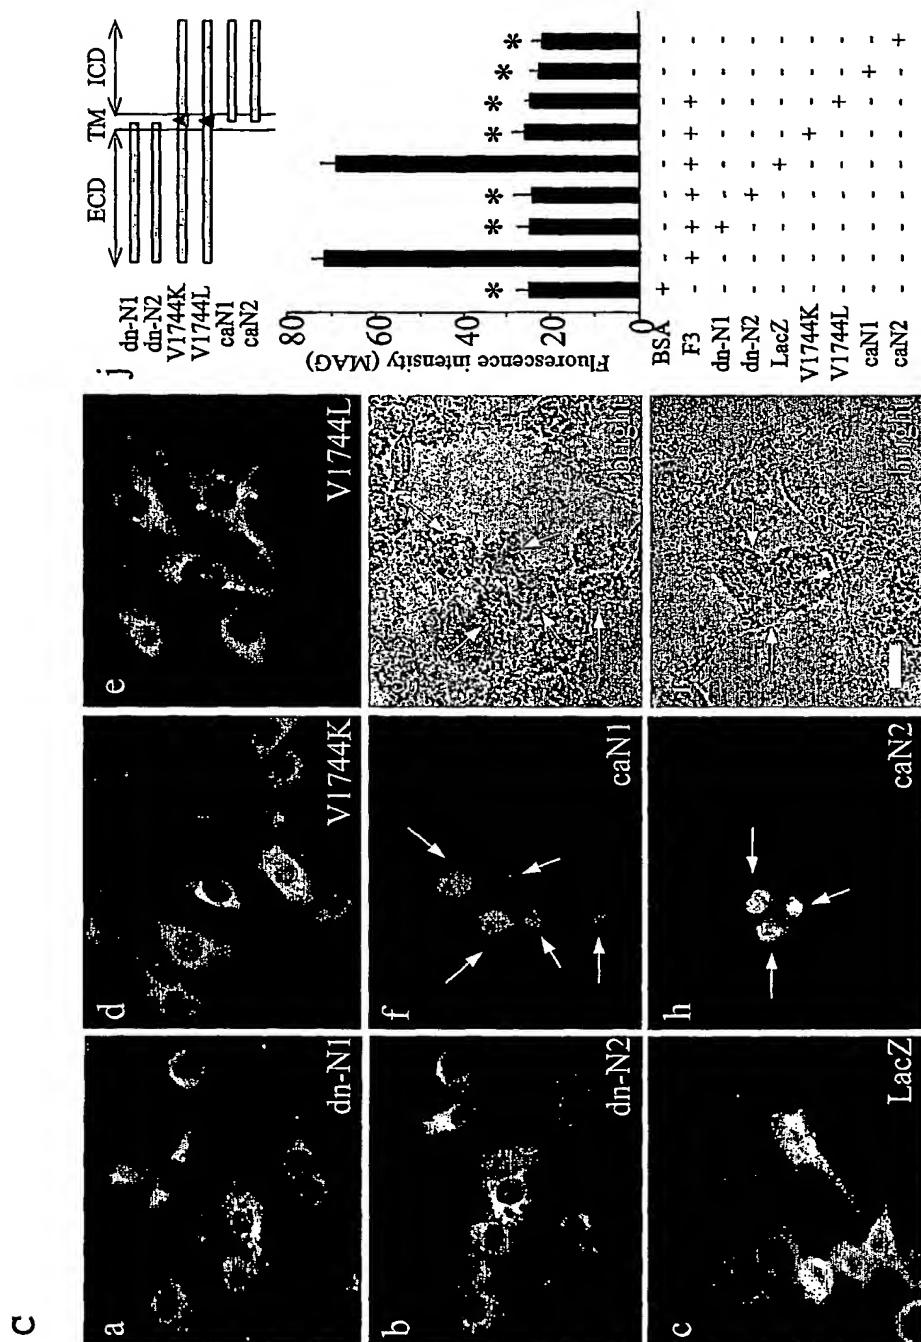 C
a
dn-N1
d
V1744K
e
V1744L
b
dn-N2
f
caN1
bright
c
LacZ
h
caN2
bright
j
ECD TM ICD
dn-N1
dn-N2
V1744K
V1744L
caN1
caN2
Fluorescence intensity (MAG)
80
60
40
20
0
* * * * * * *
BSA + - - - - - - - -
F3 - + + + + + + - -
dn-N1 - - + - - - - - -
dn-N2 - - - + - - - - -
LacZ - - - - + - - - -
V1744K - - - - - + - - -
V1744L - - - - - - + - -
caN1 - - - - - - - + -
caN2 - - - - - - - - +